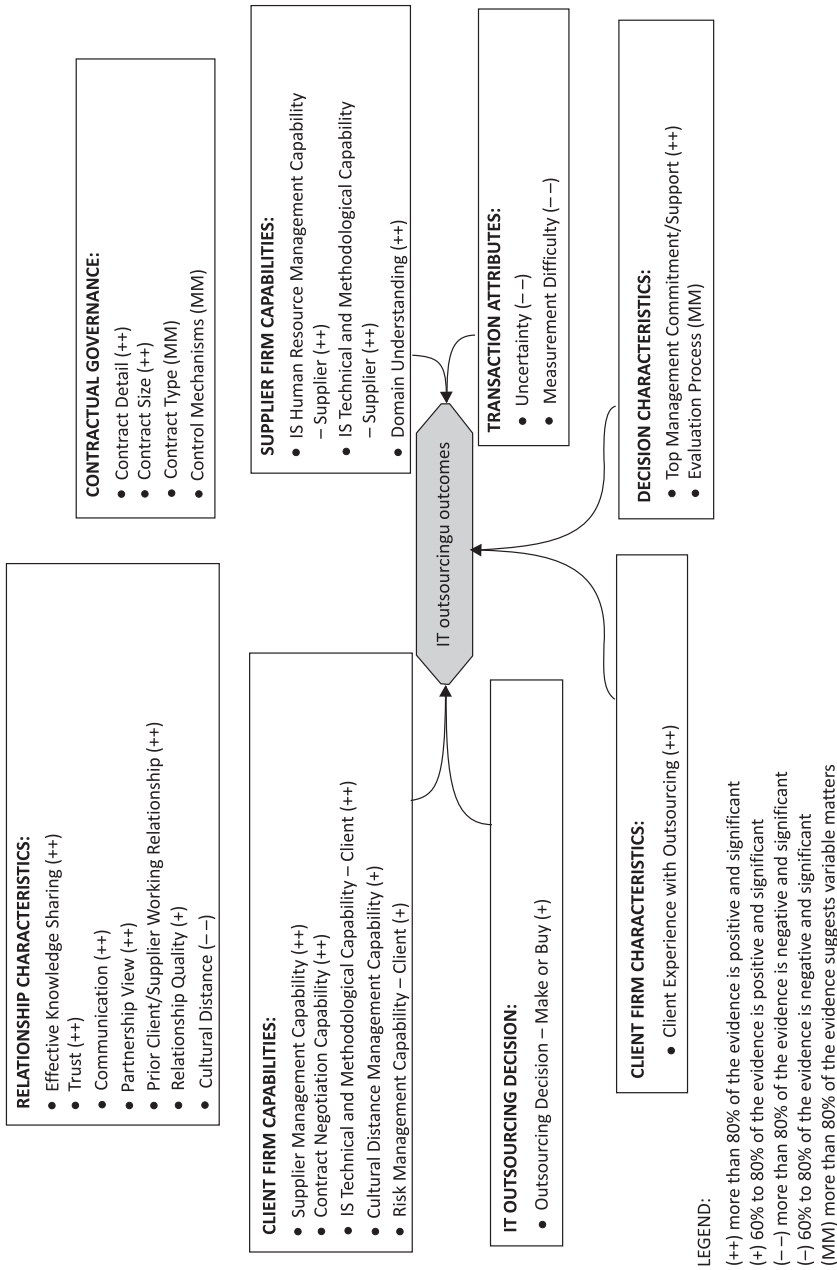 RELATIONSHIP CHARACTERISTICS:
● Effective Knowledge Sharing (++)
● Trust (++)
● Communication (++)
● Partnership View (++)
● Prior Client/Supplier Working Relationship (++)
● Relationship Quality (+)
● Cultural Distance (– –)
CONTRACTUAL GOVERNANCE:
● Contract Detail (++)
● Contract Size (++)
● Contract Type (MM)
● Control Mechanisms (MM)
CLIENT FIRM CAPABILITIES:
● Supplier Management Capability (++)
● Contract Negotiation Capability (++)
● IS Technical and Methodological Capability – Client (++)
● Cultural Distance Management Capability (+)
● Risk Management Capability – Client (+)
SUPPLIER FIRM CAPABILITIES:
● IS Human Resource Management Capability
– Supplier (++)
● IS Technical and Methodological Capability
– Supplier (++)
● Domain Understanding (++)
IT outsourcingu outcomes
IT OUTSOURCING DECISION:
● Outsourcing Decision – Make or Buy (+)
TRANSACTION ATTRIBUTES:
● Uncertainty (– –)
● Measurement Difficulty (– –)
CLIENT FIRM CHARACTERISTICS:
● Client Experience with Outsourcing (++)
DECISION CHARACTERISTICS:
● Top Management Commitment/Support (++)
● Evaluation Process (MM)
LEGEND:
(++) more than 80% of the evidence is positive and significant
(+) 60% to 80% of the evidence is positive and significant
(– –) more than 80% of the evidence is negative and significant
(–) 60% to 80% of the evidence is negative and significant
(MM) more than 80% of the evidence suggests variable matters